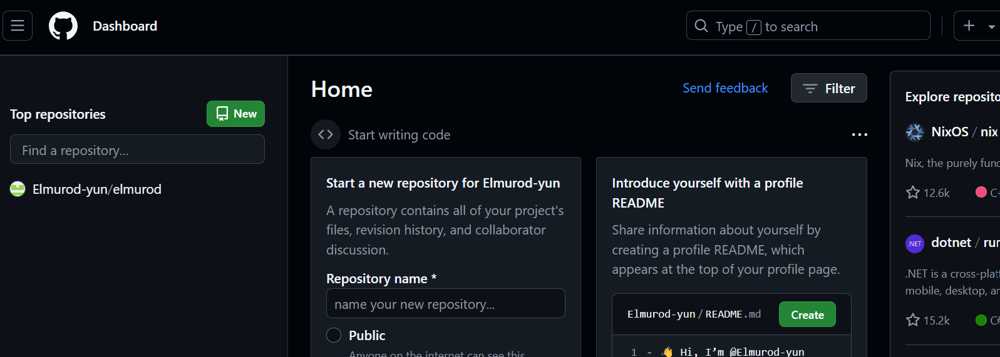 Dashboard
Type / to search
Top repositories
New
Find a repository...
Elmurod-yun/elmurod
Home
Send feedback
Filter
Start writing code
Start a new repository for Elmurod-yun
A repository contains all of your project's
files, revision history, and collaborator
discussion.
Repository name *
name your new repository...
Public
Anyone on the internet can see this
Introduce yourself with a profile
README
Share information about yourself by
creating a profile README, which
appears at the top of your profile page.
Elmurod-yun/README.md
Create
1 - 👋 Hi, I’m @Elmurod-yun
Explore
NixOS / nix
Nix, the purely
12.6k
dotnet /
.NET
.NET is a
mobile, desktop,
15.2k